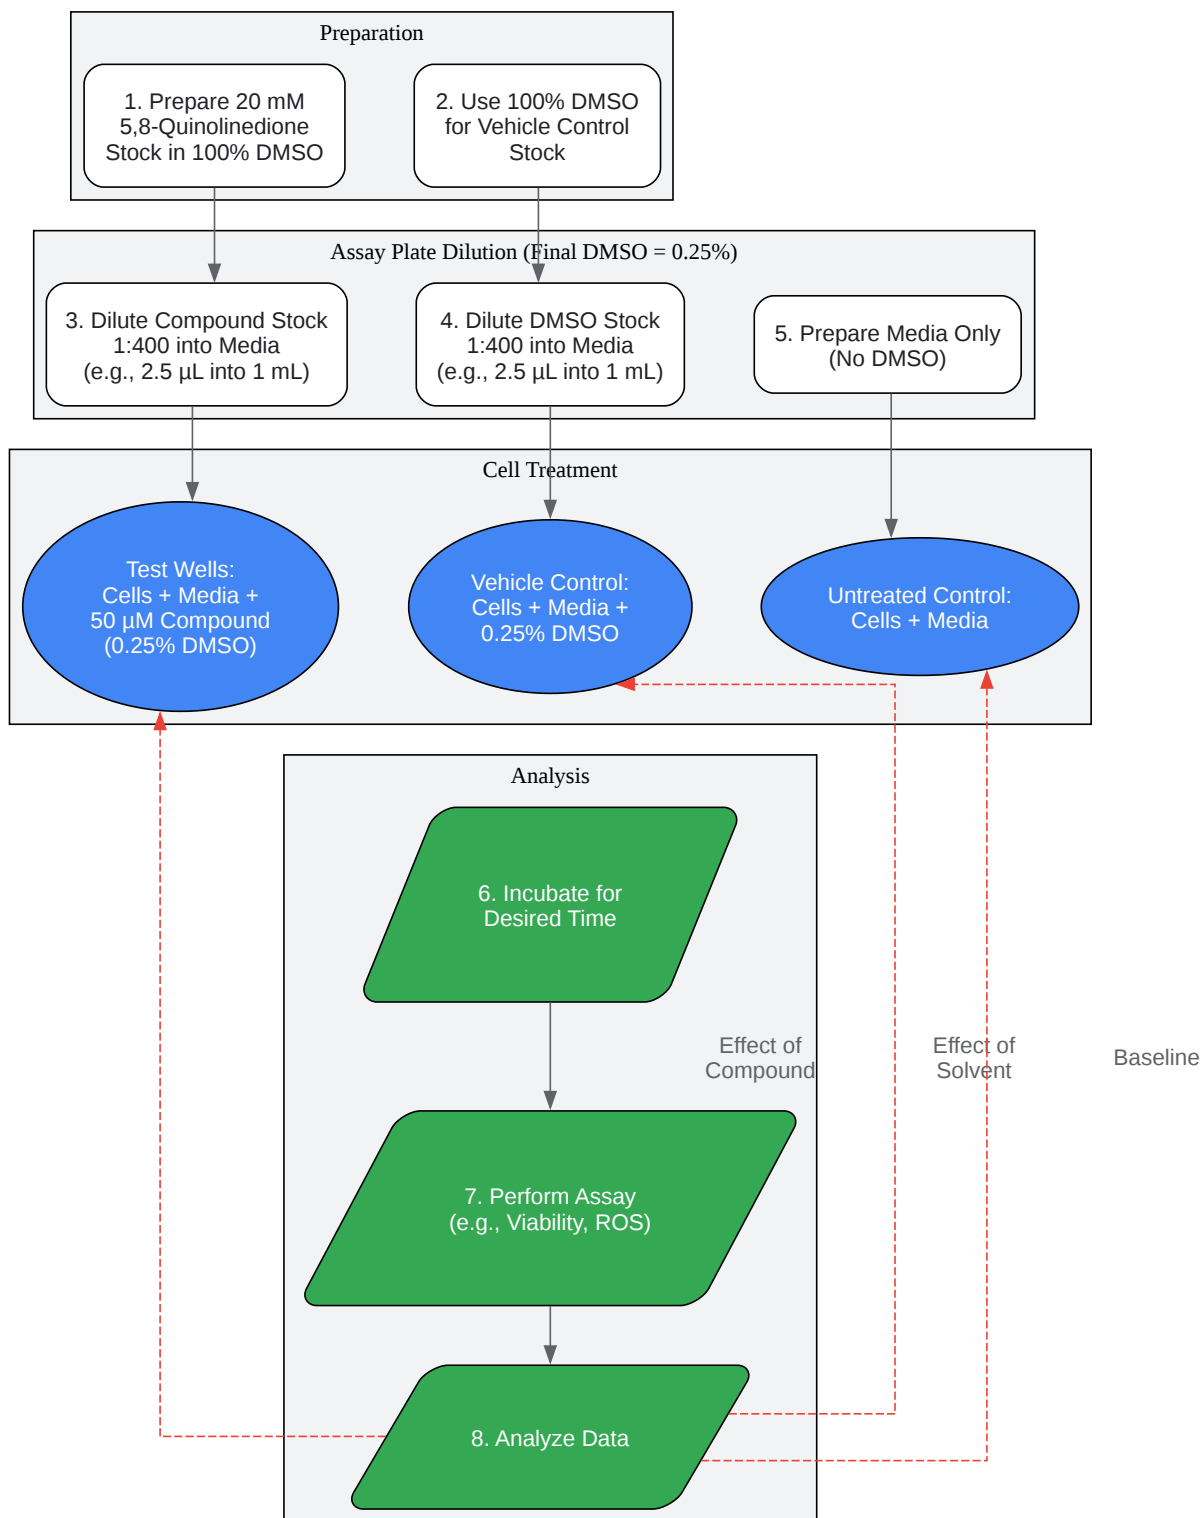 Preparation
1. Prepare 20 mM
5,8-Quinolinedione
Stock in 100% DMSO
2. Use 100% DMSO
for Vehicle Control
Stock
Assay Plate Dilution (Final DMSO = 0.25%)
3. Dilute Compound Stock
1:400 into Media
(e.g., 2.5 µL into 1 mL)
4. Dilute DMSO Stock
1:400 into Media
(e.g., 2.5 µL into 1 mL)
5. Prepare Media Only
(No DMSO)
Cell Treatment
Test Wells:
Cells + Media +
50 µM Compound
(0.25% DMSO)
Vehicle Control:
Cells + Media +
0.25% DMSO
Untreated Control:
Cells + Media
Analysis
6. Incubate for
Desired Time
Effect of
Compound
Effect of
Solvent
Baseline
7. Perform Assay
(e.g., Viability, ROS)
8. Analyze Data